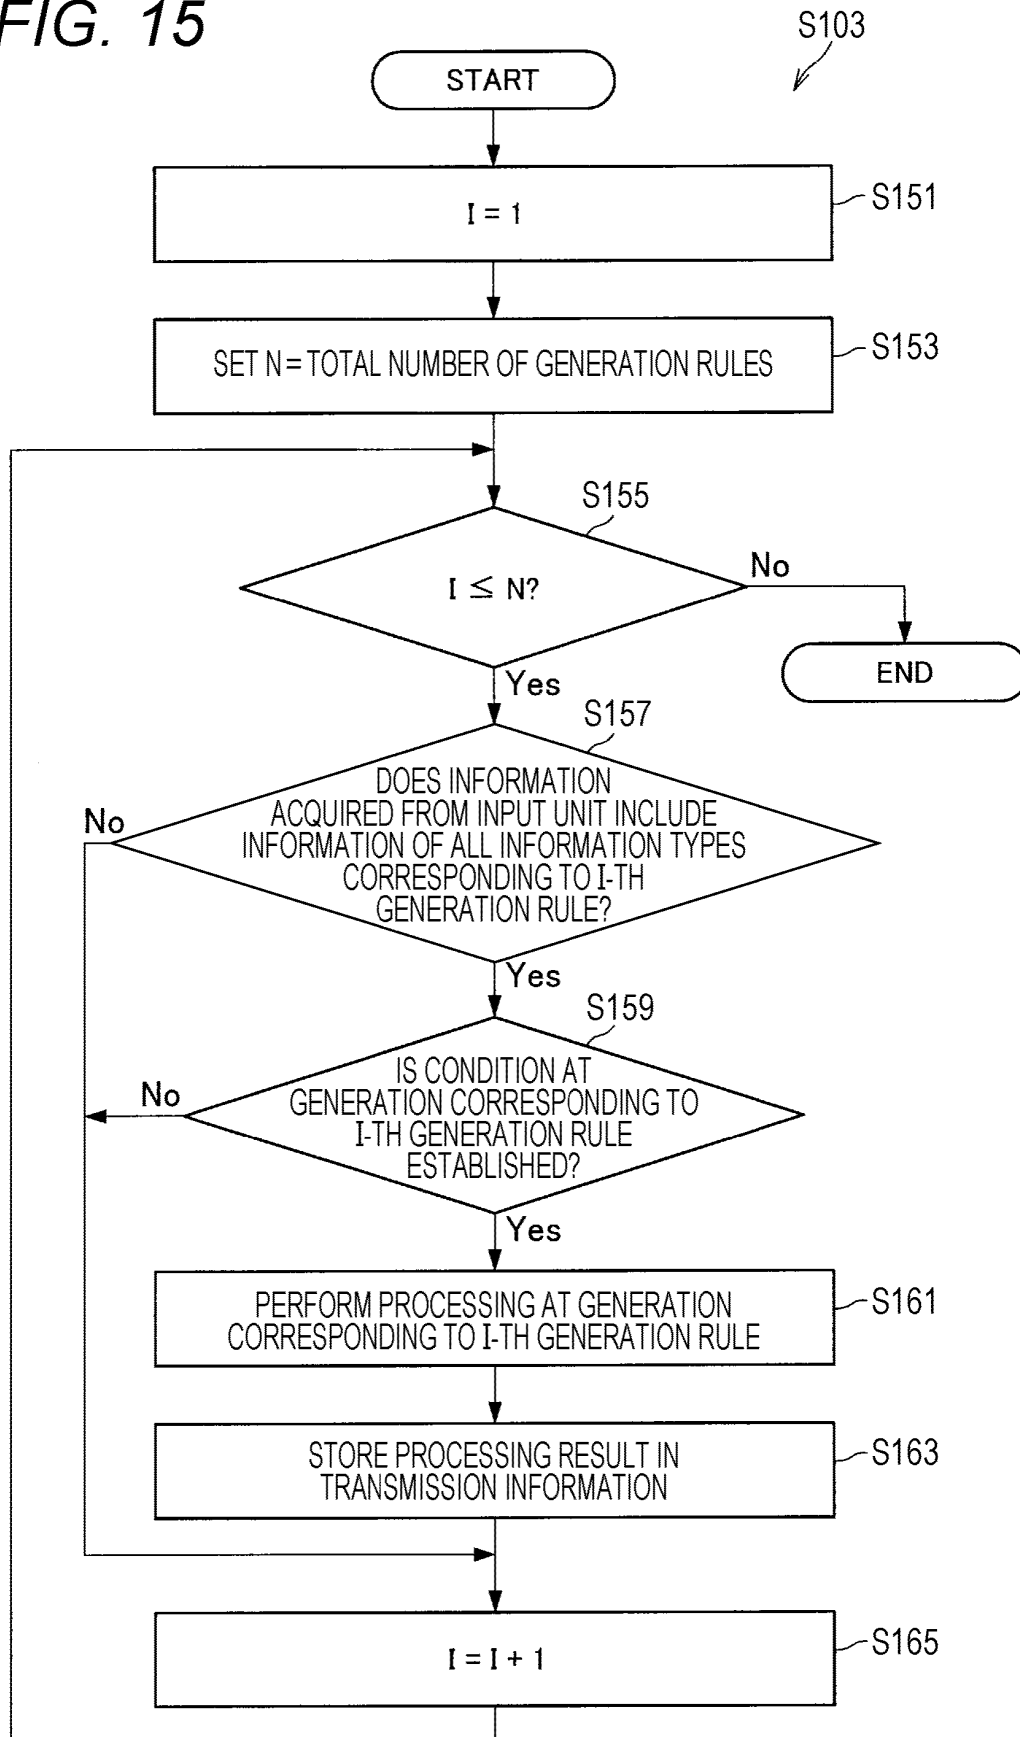 FIG. 15
S103
START
S151
I = 1
S153
SET N = TOTAL NUMBER OF GENERATION RULES
S155
I ≤ N?
No
END
Yes
S157
DOES INFORMATION
ACQUIRED FROM INPUT UNIT INCLUDE
INFORMATION OF ALL INFORMATION TYPES
CORRESPONDING TO I-TH
GENERATION RULE?
No
Yes
S159
IS CONDITION AT
GENERATION CORRESPONDING TO
I-TH GENERATION RULE
ESTABLISHED?
No
Yes
S161
PERFORM PROCESSING AT GENERATION
CORRESPONDING TO I-TH GENERATION RULE
S163
STORE PROCESSING RESULT IN
TRANSMISSION INFORMATION
S165
I = I + 1